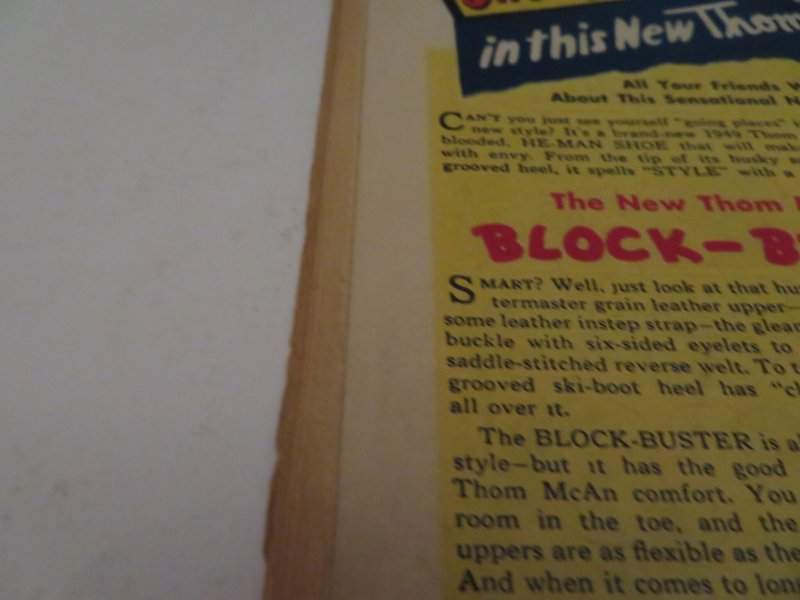 in this New Thom
All Your Friends W
About This Sensational N
CAN'T you just see yourself "going places"
new style? It's a brand-new 1949 Thom
blooded, HE-MAN SHOE that will mak
with envy. From the tip of its husky s
grooved heel, it spells "STYLE" with a
The New Thom
BLOCK-B
SMART? Well, just look at that hus
termaster grain leather upper—
some leather instep strap—the gleam
buckle with six-sided eyelets to
saddle-stitched reverse welt. To t
grooved ski-boot heel has "cl
all over it.
The BLOCK-BUSTER is al
style—but it has the good
Thom McAn comfort. You
room in the toe, and the
uppers are as flexible as the
And when it comes to long